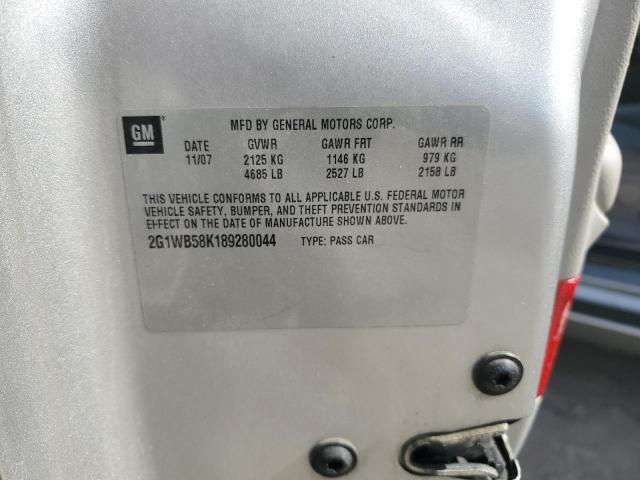 GM
MFD BY GENERAL MOTORS CORP.
DATE GVWR GAWR FRT GAWR RR
11/07 2125 KG 1146 KG 979 KG
4685 LB 2527 LB 2158 LB
THIS VEHICLE CONFORMS TO ALL APPLICABLE U.S. FEDERAL MOTOR
VEHICLE SAFETY, BUMPER, AND THEFT PREVENTION STANDARDS IN
EFFECT ON THE DATE OF MANUFACTURE SHOWN ABOVE.
2G1WB58K189280044 TYPE: PASS CAR